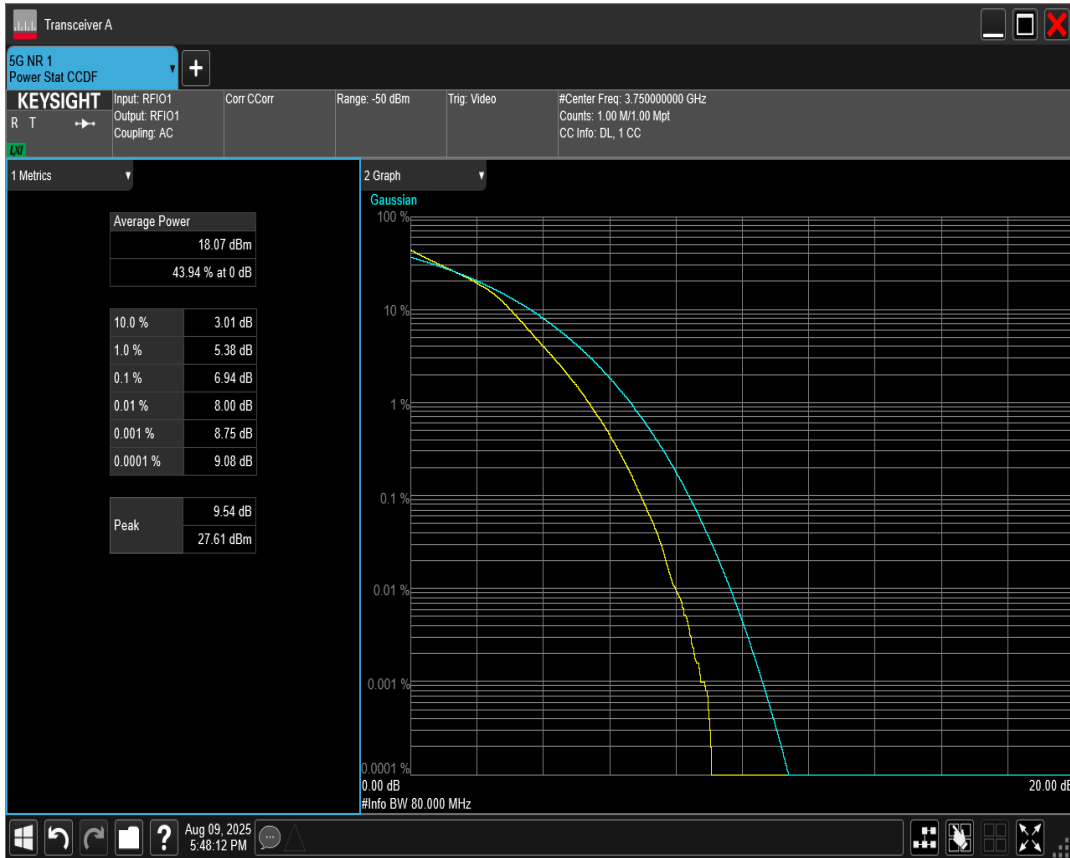 Transceiver A
5G NR 1
Power Stat CCDF
KEYSIGHT
R T
LXI
Input: RFIO1
Output: RFIO1
Coupling: AC
Corr CCorr
Range: -50 dBm
Trig: Video
#Center Freq: 3.750000000 GHz
Counts: 1.00 M/1.00 Mpt
CC Info: DL, 1 CC
1 Metrics
Average Power
18.07 dBm
43.94 % at 0 dB
10.0 % 3.01 dB
1.0 % 5.38 dB
0.1 % 6.94 dB
0.01 % 8.00 dB
0.001 % 8.75 dB
0.0001 % 9.08 dB
Peak
9.54 dB
27.61 dBm
2 Graph
Gaussian
100 %
10 %
1 %
0.1 %
0.01 %
0.001 %
0.0001 %
0.00 dB
20.00 dB
#Info BW 80.000 MHz
?
Aug 09, 2025
5:48:12 PM